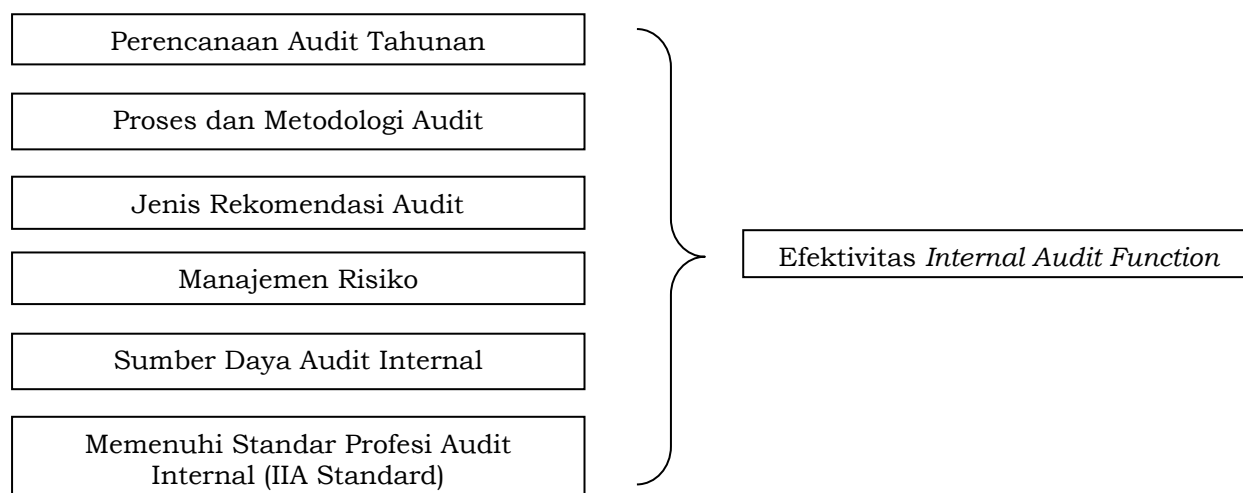 Perencanaan Audit Tahunan
Proses dan Metodologi Audit
Jenis Rekomendasi Audit
Manajemen Risiko
Sumber Daya Audit Internal
Memenuhi Standar Profesi Audit
Internal (IIA Standard)
Efektivitas Internal Audit Function